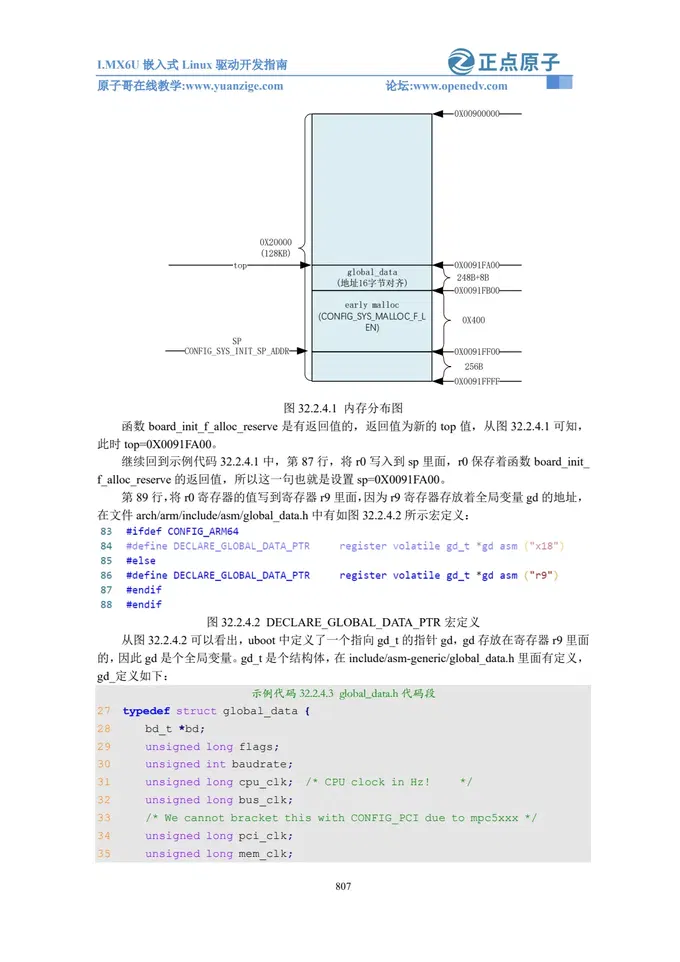 I.MX6U 嵌入式 Linux 驱动开发指南
正点原子
原子哥在线教学:www.yuanzige.com
论坛:www.openedv.com
0X00900000
0X20000
(128KB)
top
0X0091FA00
global_data
(地址16字节对齐)
248B+8B
0X0091FB00
early malloc
(CONFIG_SYS_MALLOC_F_L
EN)
0X400
SP
CONFIG_SYS_INIT_SP_ADDR
0X0091FF00
256B
0X0091FFFF
图 32.2.4.1 内存分布图
函数 board_init_f_alloc_reserve 是有返回值的，返回值为新的 top 值，从图 32.2.4.1 可知，
此时 top=0X0091FA00。
继续回到示例代码 32.2.4.1 中，第 87 行，将 r0 写入到 sp 里面，r0 保存着函数 board_init_
f_alloc_reserve 的返回值，所以这一句也就是设置 sp=0X0091FA00。
第 89 行，将 r0 寄存器的值写到寄存器 r9 里面，因为 r9 寄存器存放着全局变量 gd 的地址，
在文件 arch/arm/include/asm/global_data.h 中有如图 32.2.4.2 所示宏定义：
83 #ifdef CONFIG_ARM64
84 #define DECLARE_GLOBAL_DATA_PTR register volatile gd_t *gd asm ("x18")
85 #else
86 #define DECLARE_GLOBAL_DATA_PTR register volatile gd_t *gd asm ("r9")
87 #endif
88 #endif
图 32.2.4.2 DECLARE_GLOBAL_DATA_PTR 宏定义
从图 32.2.4.2 可以看出，uboot 中定义了一个指向 gd_t 的指针 gd，gd 存放在寄存器 r9 里面
的，因此 gd 是个全局变量。gd_t 是个结构体，在 include/asm-generic/global_data.h 里面有定义，
gd_定义如下：
示例代码 32.2.4.3 global_data.h 代码段
27 typedef struct global_data {
28 bd_t *bd;
29 unsigned long flags;
30 unsigned int baudrate;
31 unsigned long cpu_clk; /* CPU clock in Hz! */
32 unsigned long bus_clk;
33 /* We cannot bracket this with CONFIG_PCI due to mpc5xxx */
34 unsigned long pci_clk;
35 unsigned long mem_clk;
807